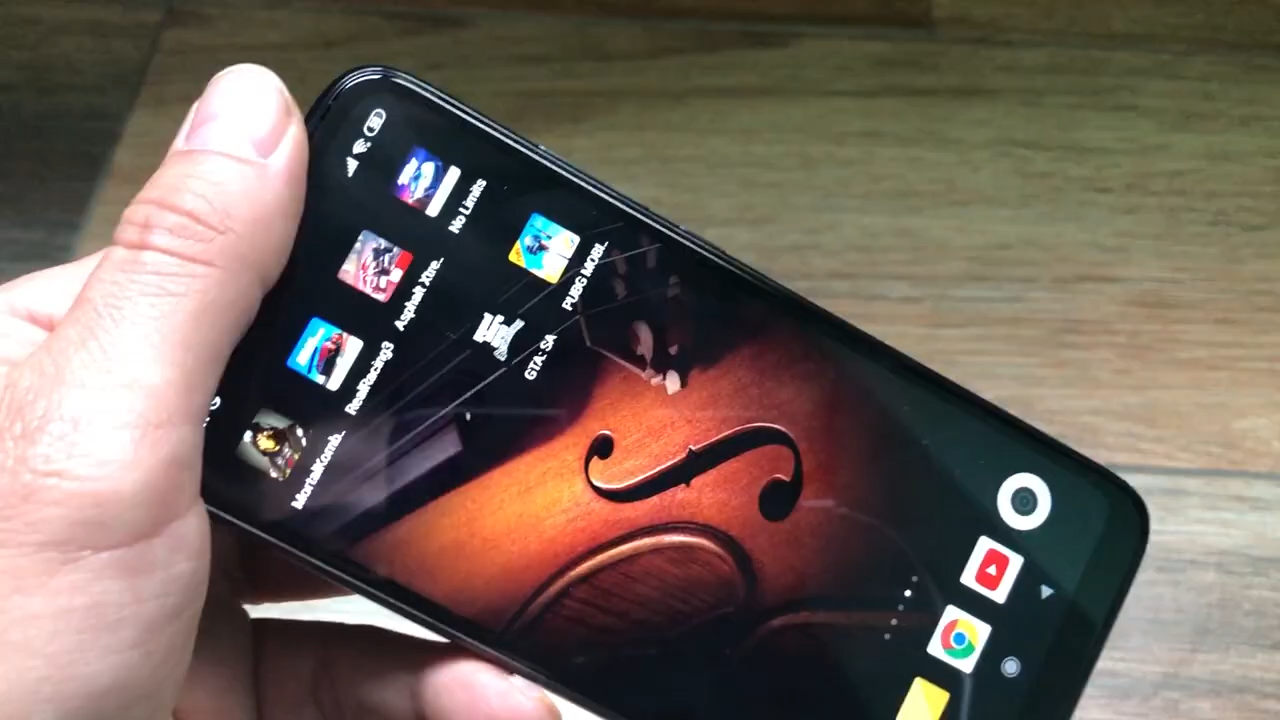 MortalKomb..
RealRacing3
Asphalt Xtre..
No Limits
GTA: SA
PUBG MOBI..